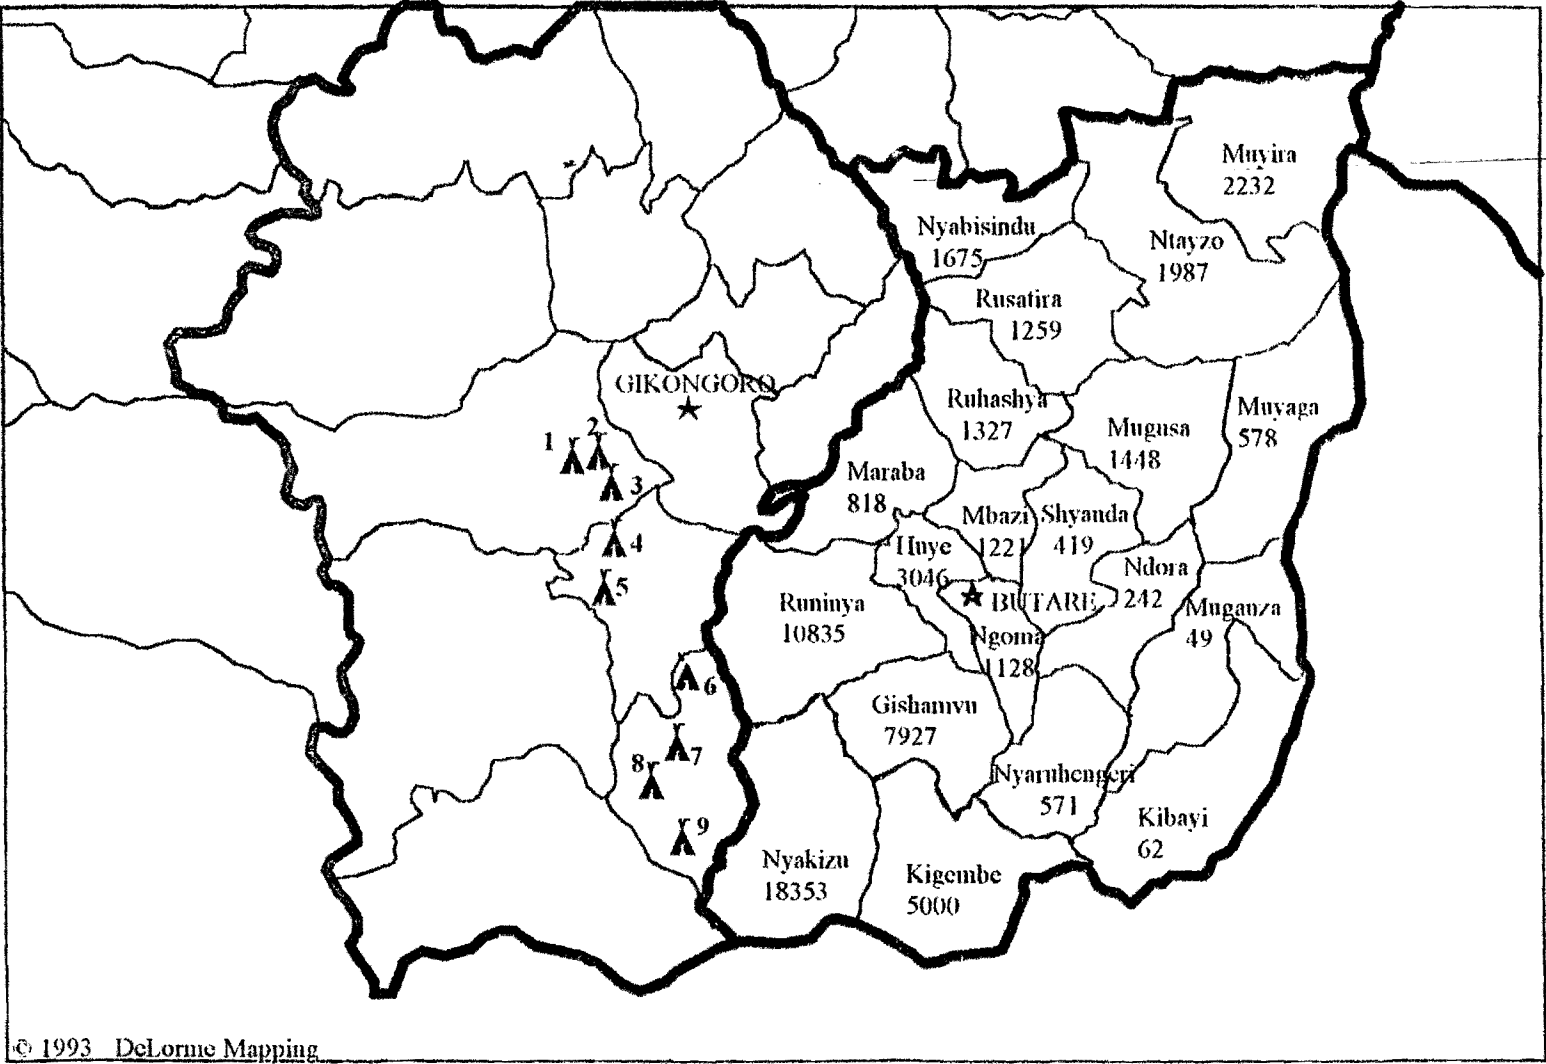 Muyira
2232
Nyabisindu
1675
Ntayzo
1987
Rusatira
1259
GIKONGORO
Ruhashya
1327
Muyaga
578
Mugusa
1448
1
2
3
Maraba
818
Mbazi
1221
Shyanda
419
4
Huye
3046
Ndora
242
5
Runinya
10835
BUTARE
Muganza
49
Ngoma
1128
6
Gishamvu
7927
7
8
Nyaruhengeri
571
9
Kibayi
62
Nyakizu
18353
Kigembe
5000
© 1993 DeLorme Mapping